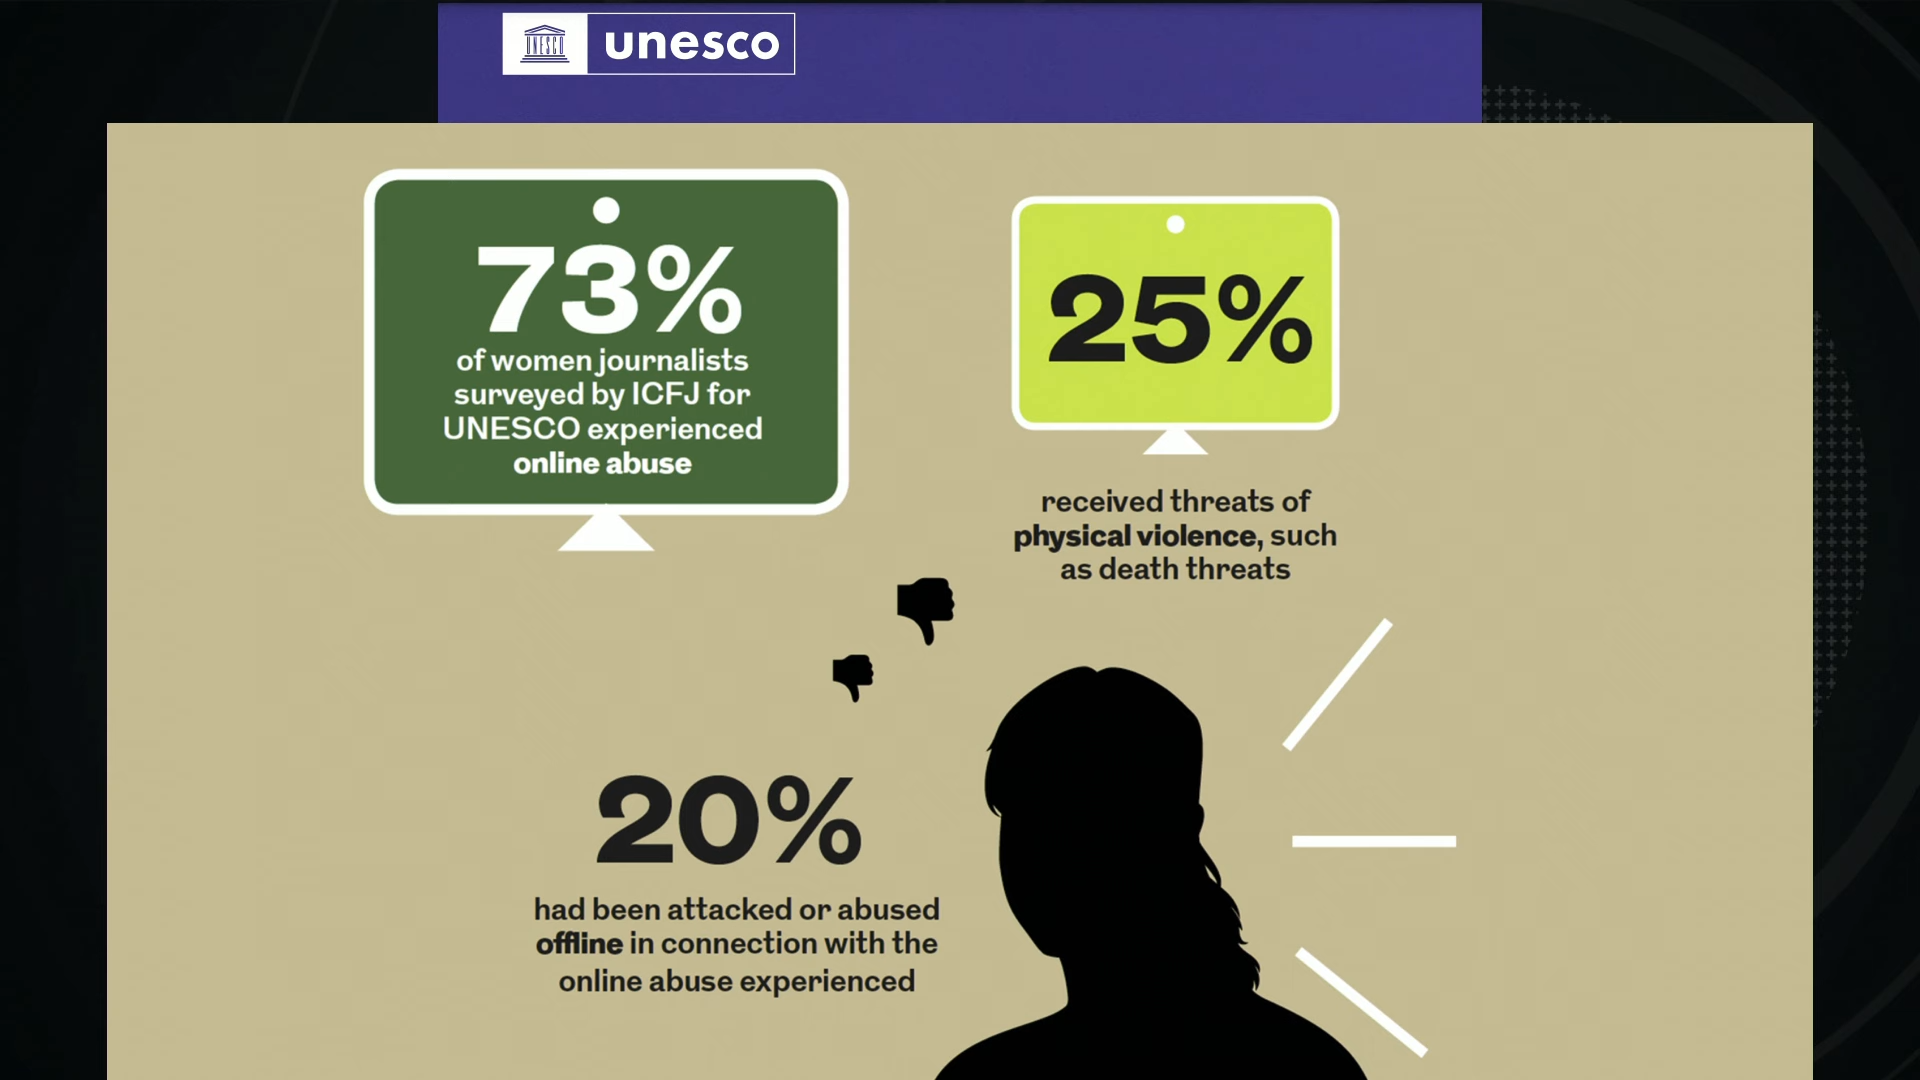 UNESCO
unesco
73%
of women journalists
surveyed by ICFJ for
UNESCO experienced
online abuse
25%
received threats of
physical violence, such
as death threats
20%
had been attacked or abused
offline in connection with the
online abuse experienced